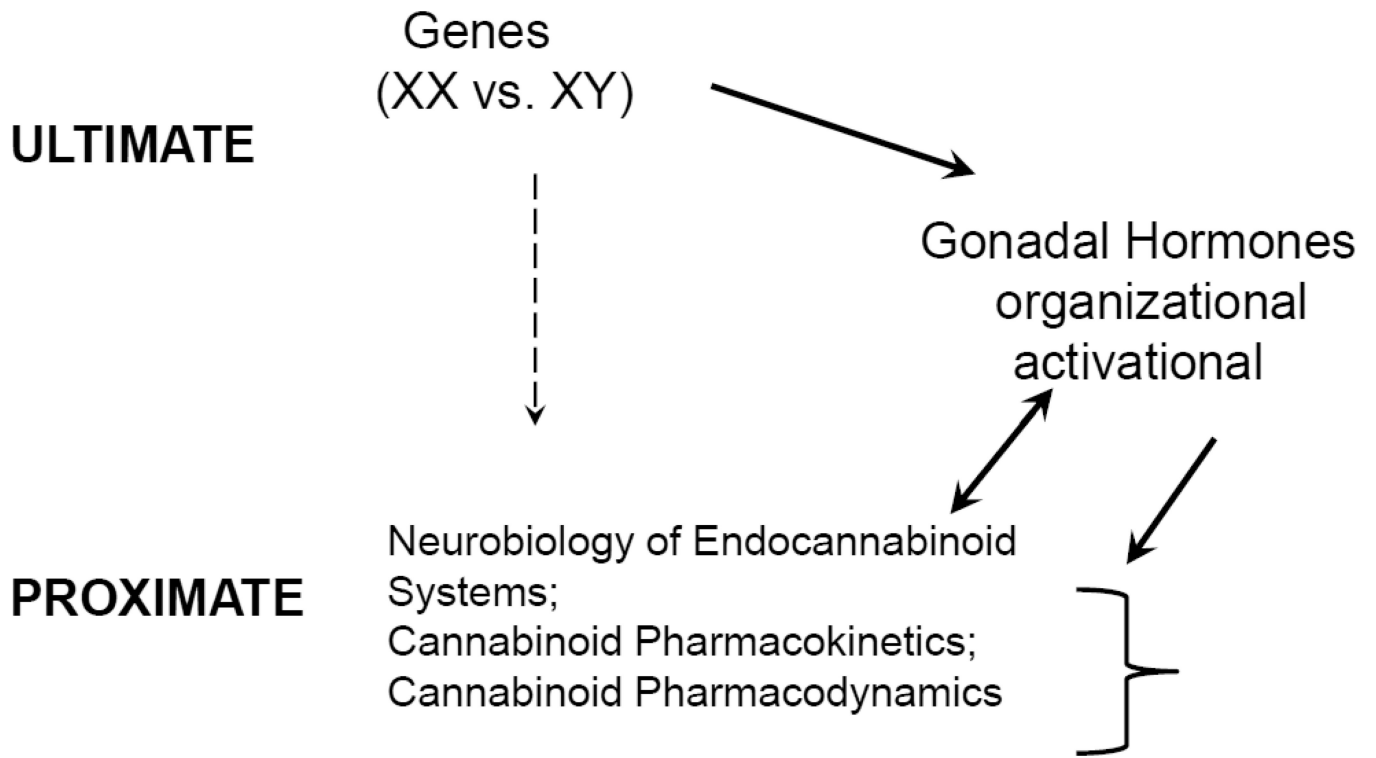 Genes
(XX vs. XY)
ULTIMATE
Gonadal Hormones
organizational
activational
Neurobiology of Endocannabinoid
Systems;
PROXIMATE
Cannabinoid Pharmacokinetics;
Cannabinoid Pharmacodynamics